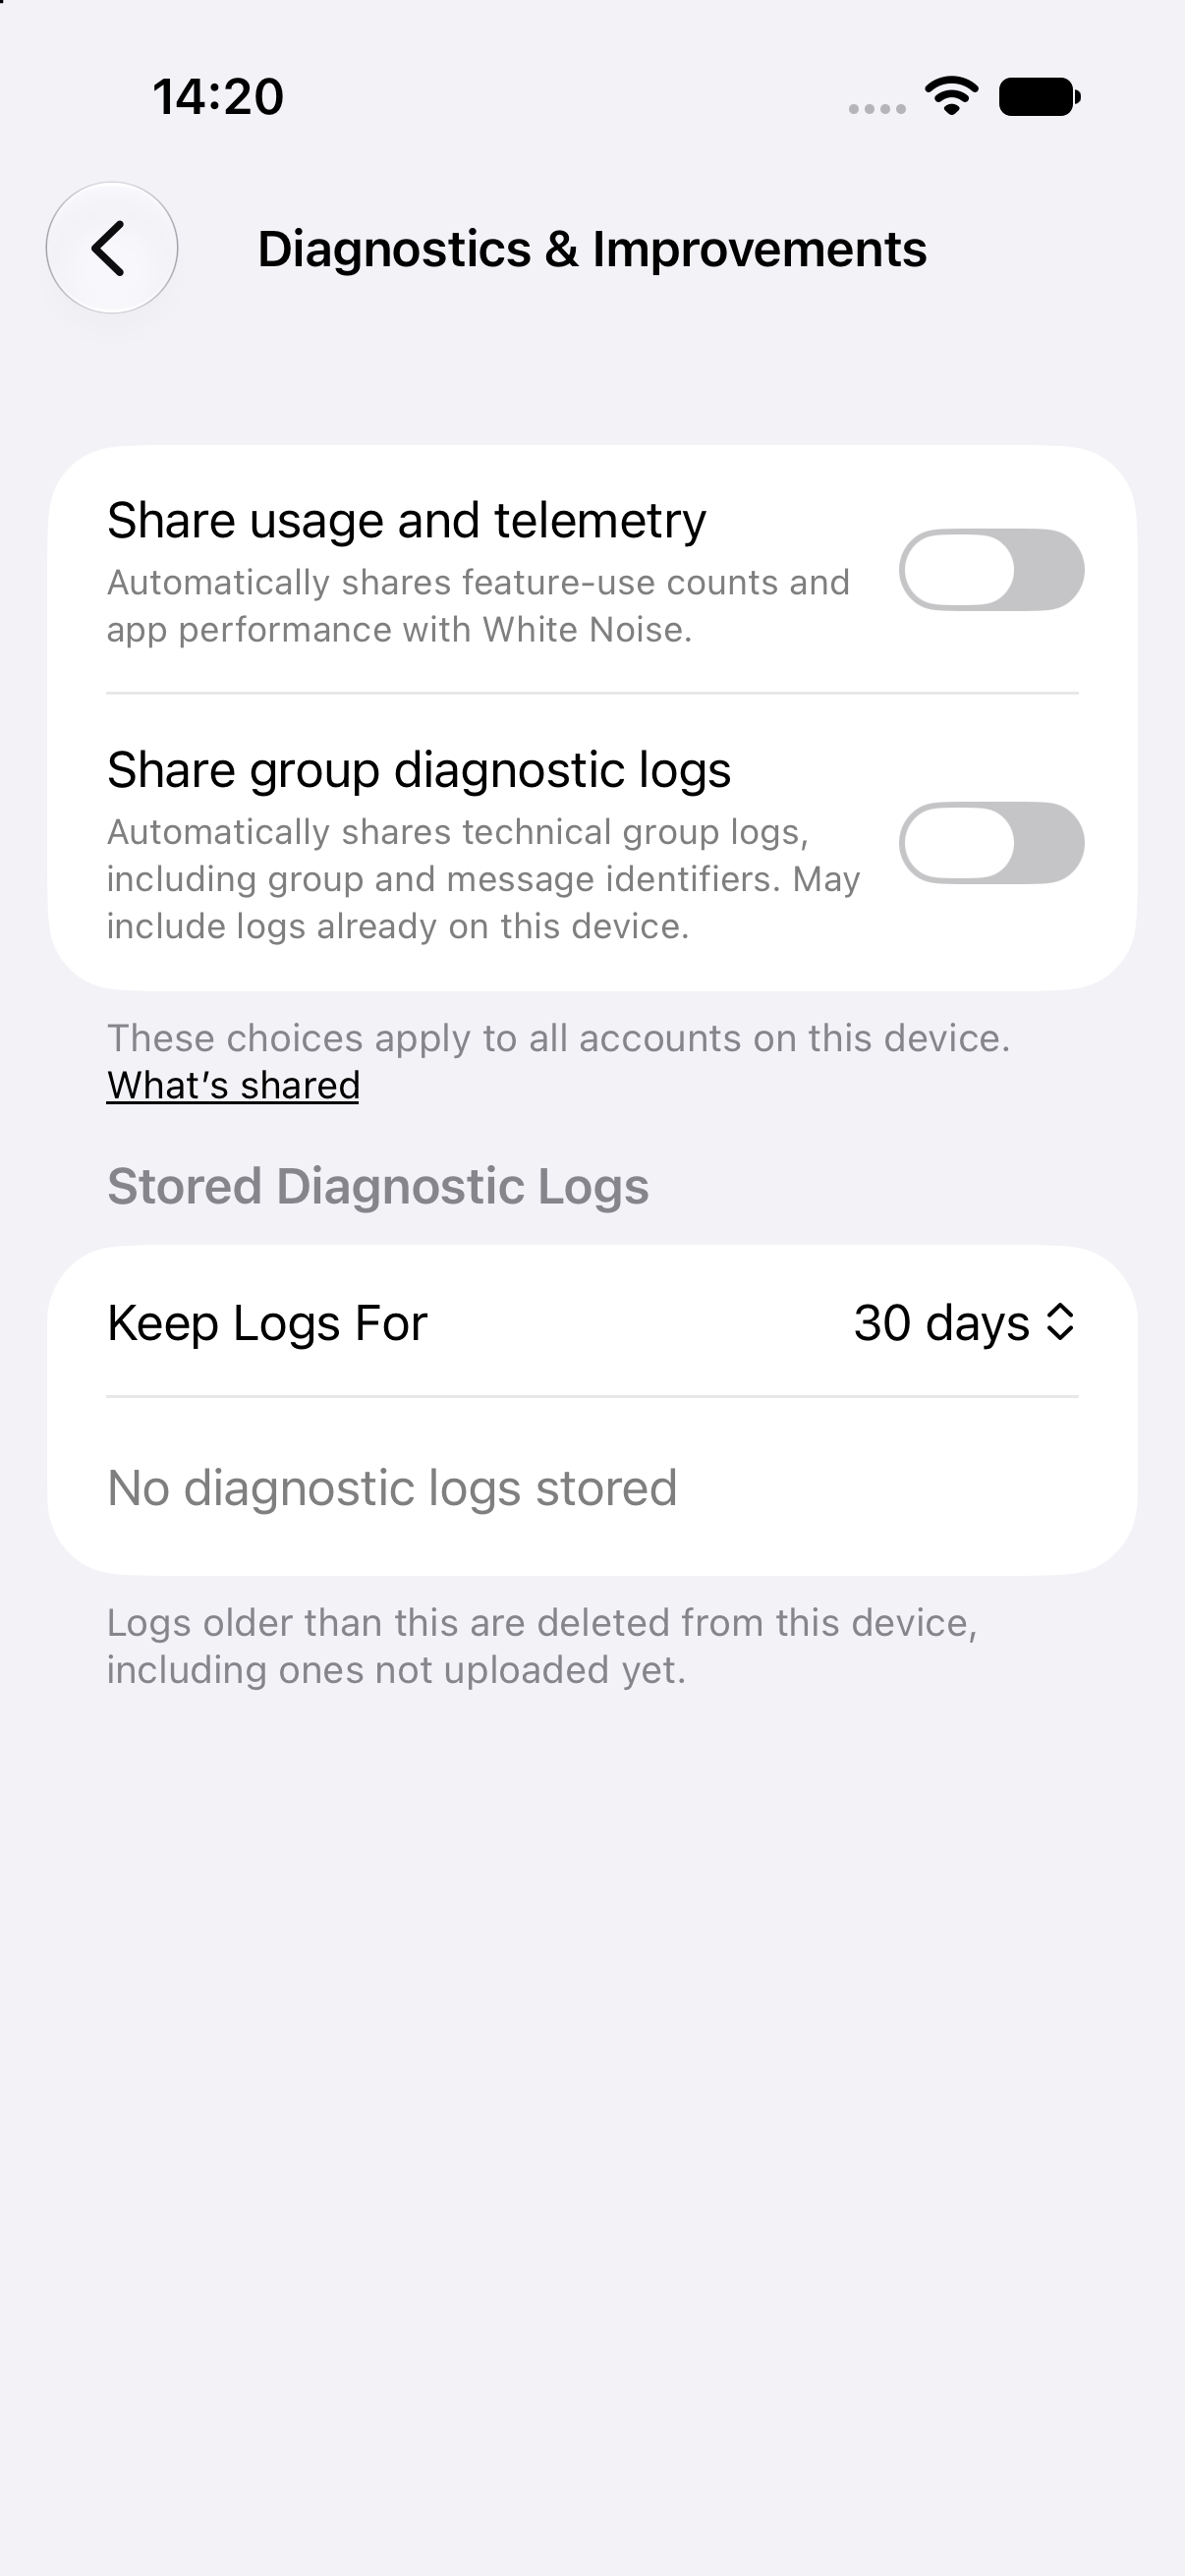 14:20
Diagnostics & Improvements
Share usage and telemetry
Automatically shares feature-use counts and
app performance with White Noise.
Share group diagnostic logs
Automatically shares technical group logs,
including group and message identifiers. May
include logs already on this device.
These choices apply to all accounts on this device.
What’s shared
Stored Diagnostic Logs
Keep Logs For 30 days
No diagnostic logs stored
Logs older than this are deleted from this device,
including ones not uploaded yet.